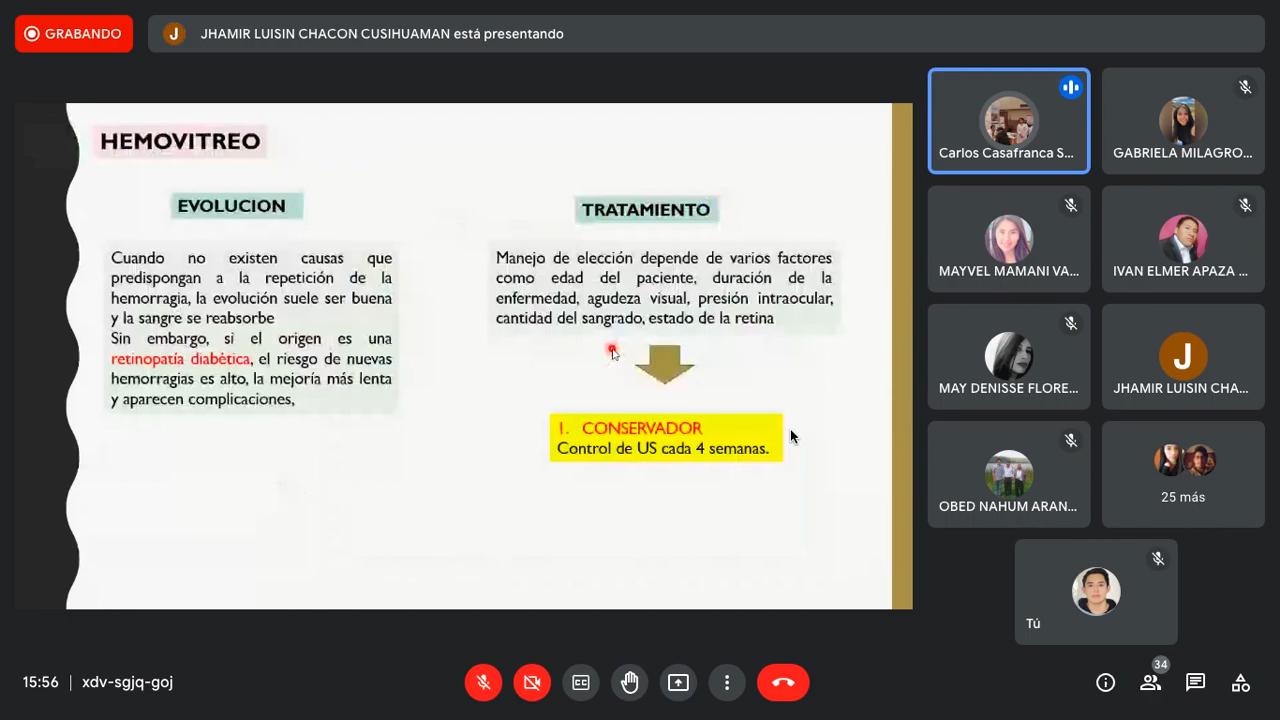 GRABANDO
J
JHAMIR LUISIN CHACON CUSIHUAMAN está presentando
HEMOVITREO
EVOLUCION
Cuando no existen causas que
predispongan a la repetición de la
hemorragia, la evolución suele ser buena
y la sangre se reabsorbe
Sin embargo, si el origen es una
retinopatía diabética, el riesgo de nuevas
hemorragias es alto, la mejoría más lenta
y aparecen complicaciones,
TRATAMIENTO
Manejo de elección depende de varios factores
como edad del paciente, duración de la
enfermedad, agudeza visual, presión intraocular,
cantidad del sangrado, estado de la retina
1. CONSERVADOR
Control de US cada 4 semanas.
Carlos Casafranca S...
GABRIELA MILAGRO...
MAYVEL MAMANI VA...
IVAN ELMER APAZA ...
MAY DENISSE FLORE...
J
JHAMIR LUISIN CHA...
OBED NAHUM ARAN...
25 más
Tú
15:56 | xdv-sgjq-goj
CC
34